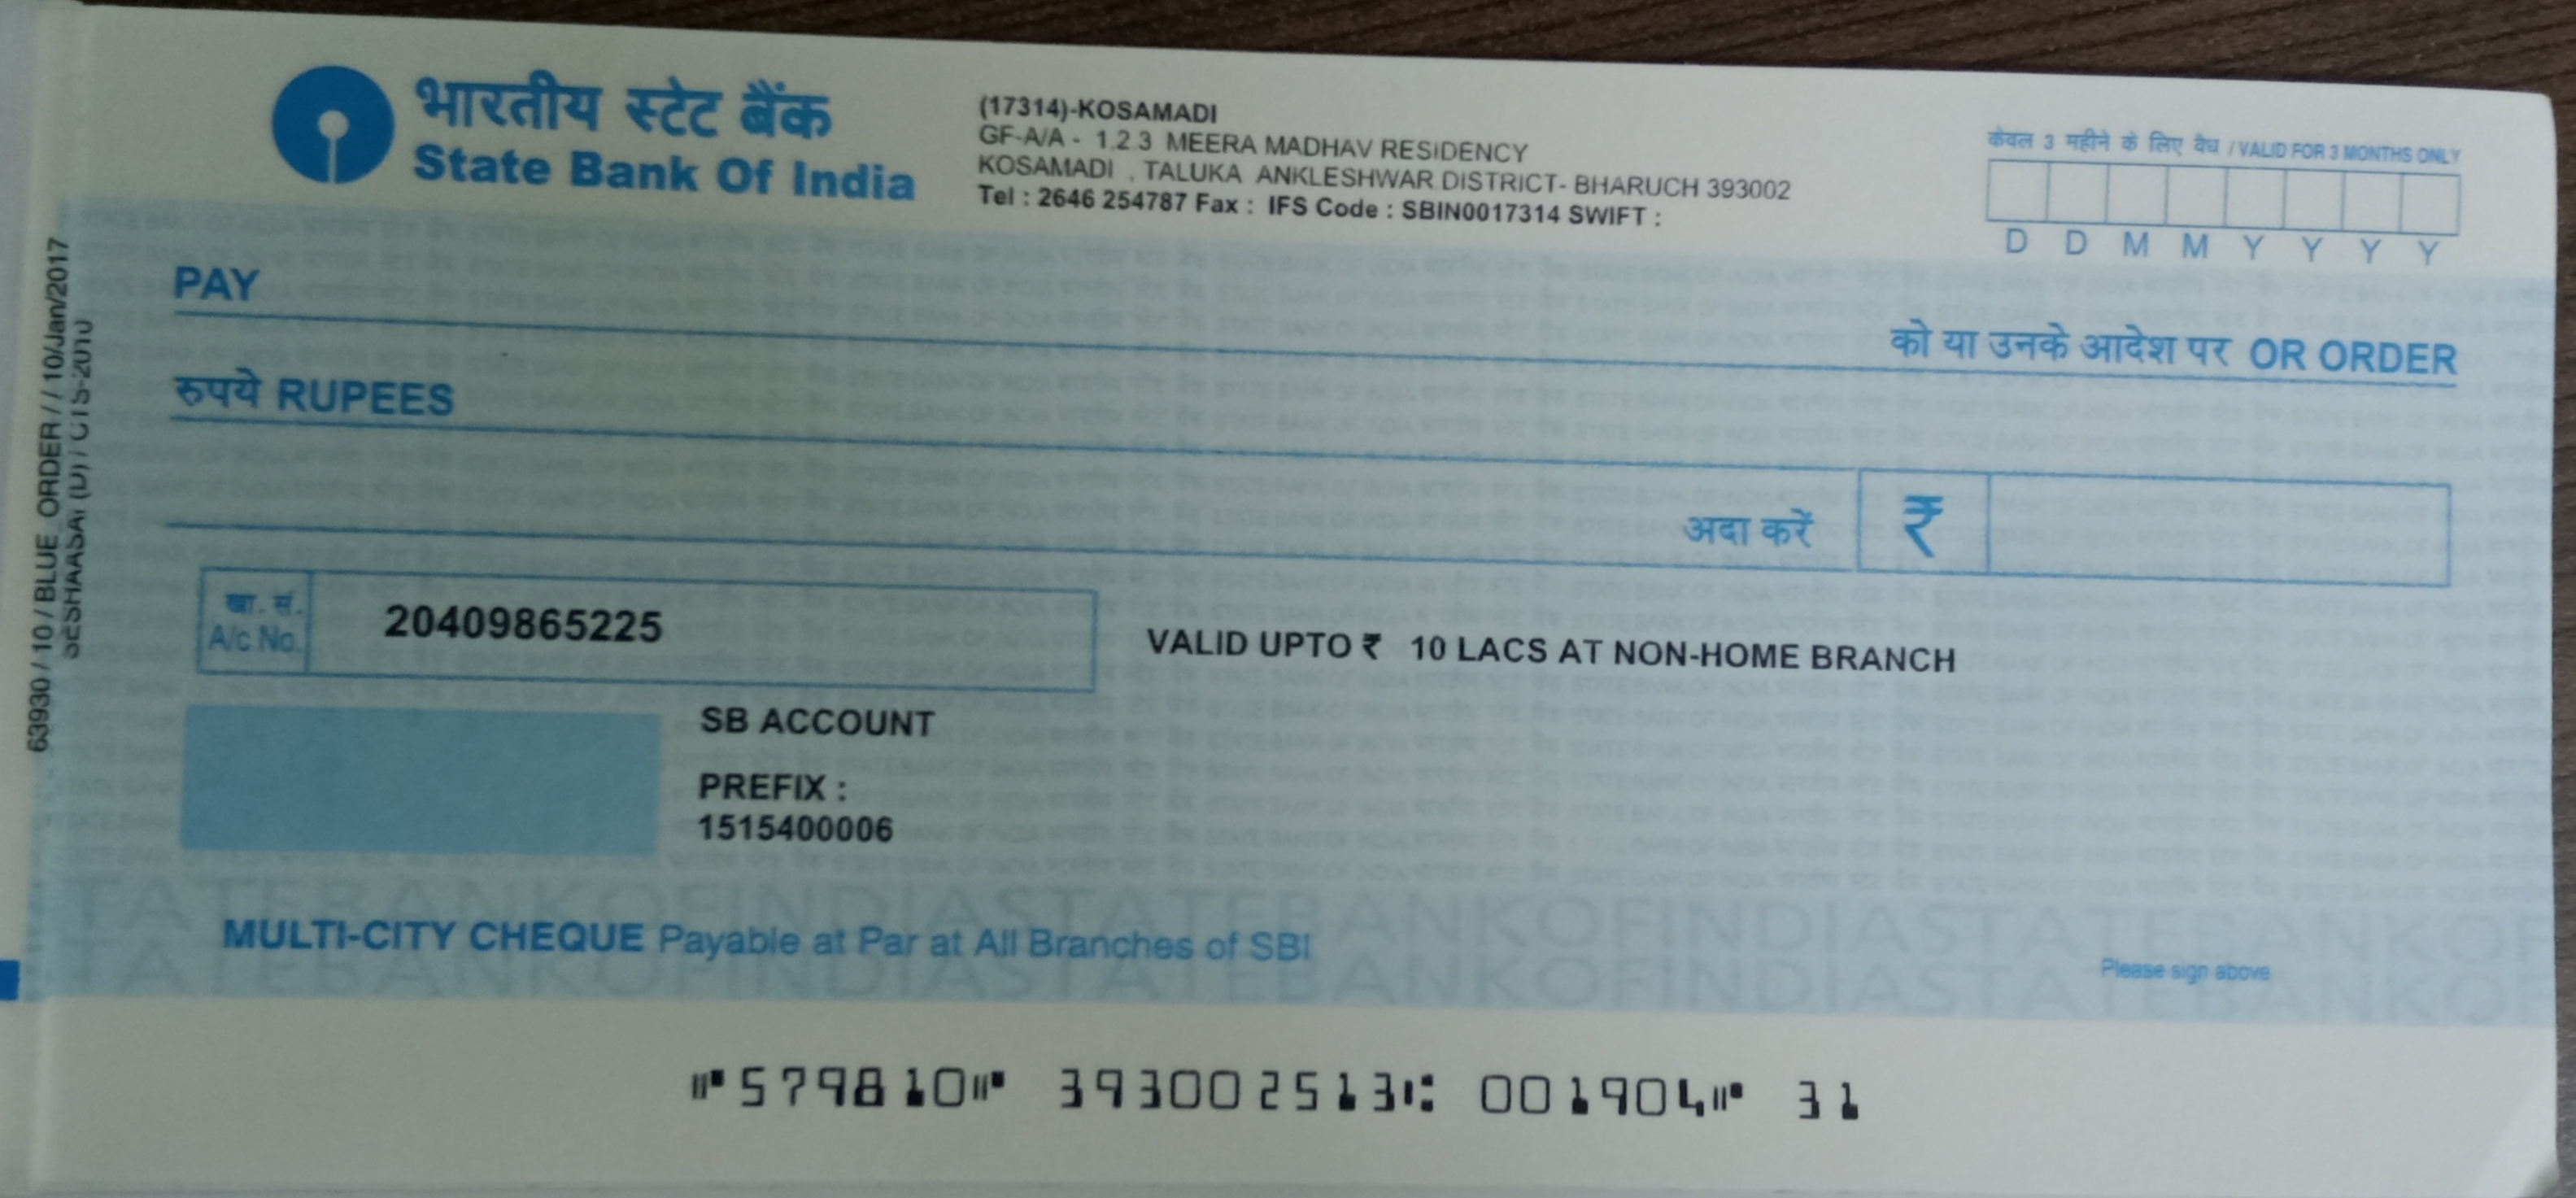 भारतीय स्टेट बैंक
State Bank Of India
(17314)-KOSAMADI
GF-A/A - 1,2,3 MEERA MADHAV RESIDENCY
KOSAMADI , TALUKA ANKLESHWAR DISTRICT- BHARUCH 393002
Tel : 2646 254787 Fax : IFS Code : SBIN0017314 SWIFT :
केवल 3 महीने के लिए वैध / VALID FOR 3 MONTHS ONLY
D D M M Y Y Y Y
PAY
को या उनके आदेश पर OR ORDER
रुपये RUPEES
अदा करें ₹
खा. सं.
A/c No.
20409865225
VALID UPTO ₹ 10 LACS AT NON-HOME BRANCH
SB ACCOUNT
PREFIX :
1515400006
MULTI-CITY CHEQUE Payable at Par at All Branches of SBI
Please sign above
⑈579810⑈ 393002513⑆ 001904⑈ 31
63930 / 10 / BLUE_ORDER / / 10/Jan/2017
SESHAASAI (D) / CTS-2010
TATEBANKOFINDIASTATEBANKOFINDIASTATEBANKOF
TATEBANKOFINDIASTATEBANKOFINDIASTATEBANKOF